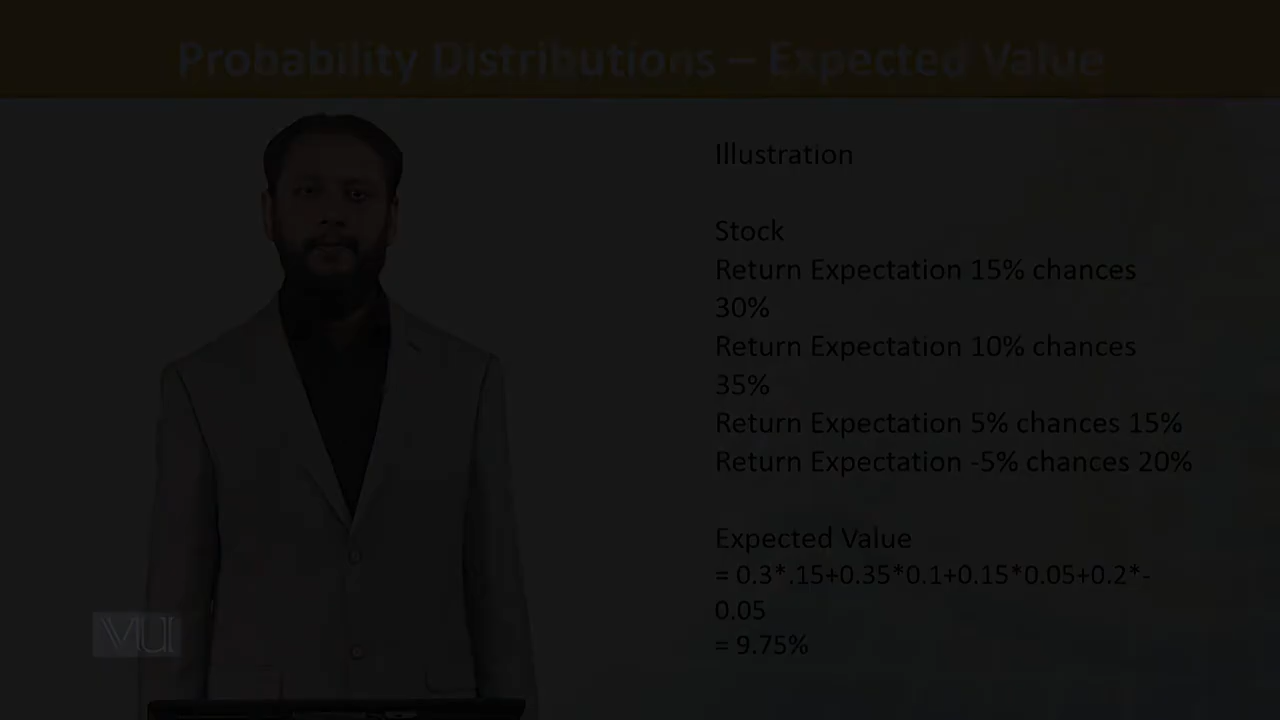 Probability Distributions – Expected Value
Illustration
Stock
Return Expectation 15% chances
30%
Return Expectation 10% chances
35%
Return Expectation 5% chances 15%
Return Expectation -5% chances 20%
Expected Value
= 0.3*.15+0.35*0.1+0.15*0.05+0.2*-
0.05
= 9.75%
VU